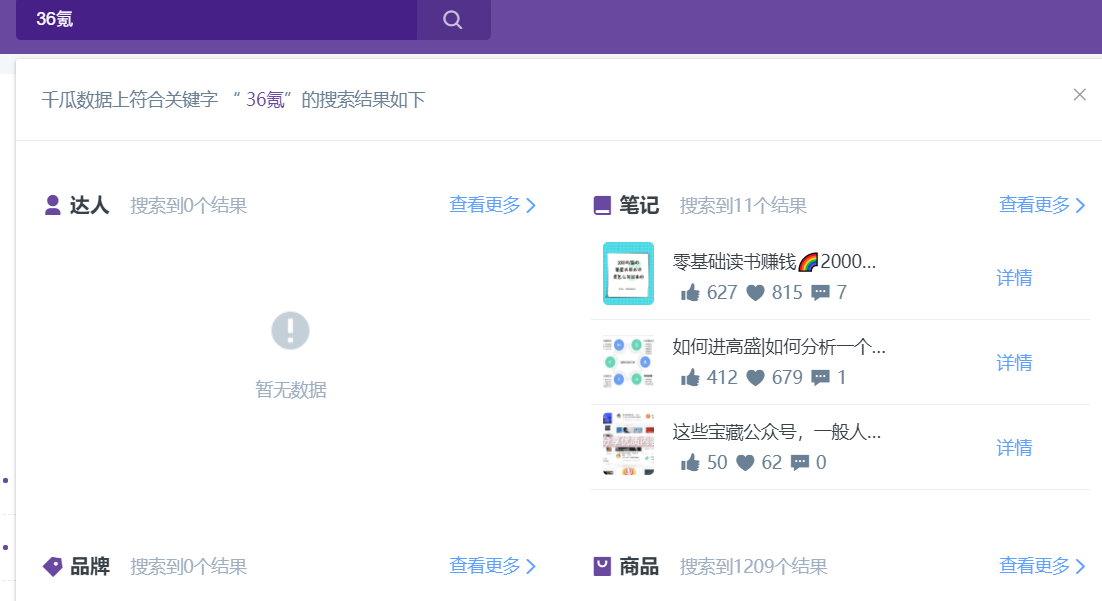 36氪
千瓜数据上符合关键字 “ 36氪” 的搜索结果如下
达人 搜索到0个结果 查看更多
暂无数据
笔记 搜索到11个结果 查看更多
零基础读书赚钱🌈2000...
627 815 7
详情
如何进高盛|如何分析一个...
412 679 1
详情
这些宝藏公众号，一般人...
50 62 0
详情
品牌 搜索到0个结果 查看更多
商品 搜索到1209个结果 查看更多